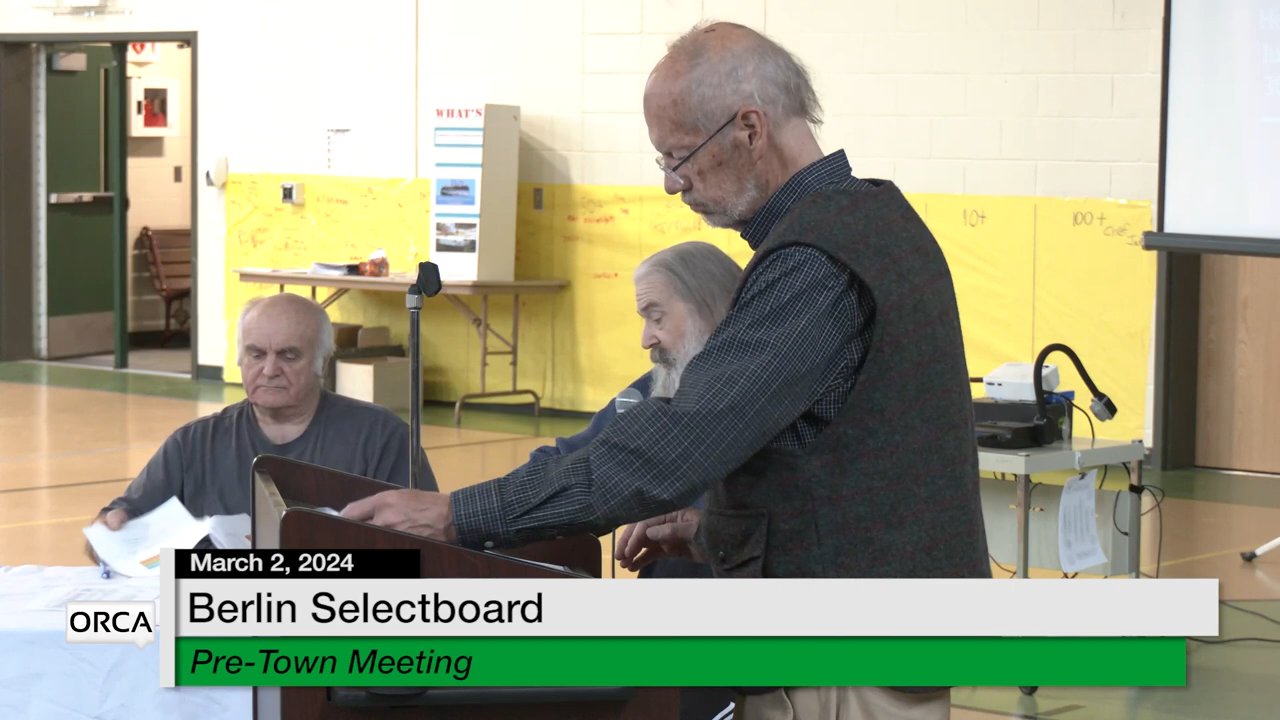 WHAT'S
10+
100+
March 2, 2024
Berlin Selectboard
ORCA
Pre-Town Meeting